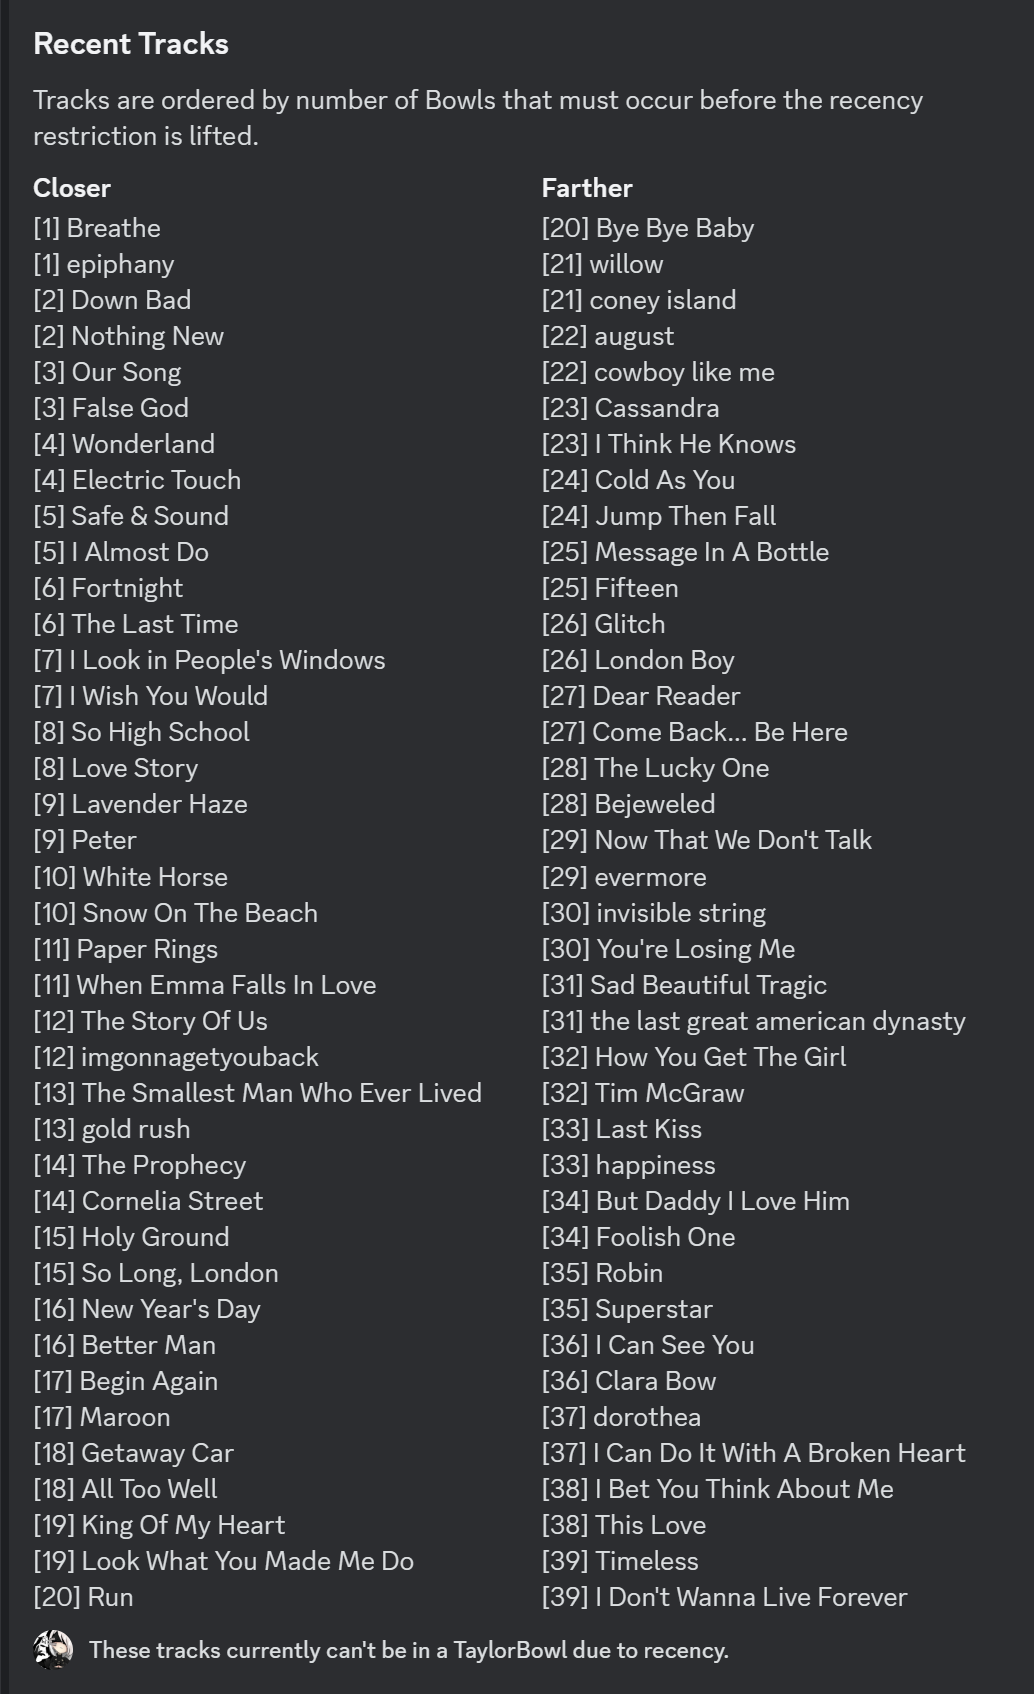 Recent Tracks
Tracks are ordered by number of Bowls that must occur before the recency
restriction is lifted.
Closer
[1] Breathe
[1] epiphany
[2] Down Bad
[2] Nothing New
[3] Our Song
[3] False God
[4] Wonderland
[4] Electric Touch
[5] Safe & Sound
[5] I Almost Do
[6] Fortnight
[6] The Last Time
[7] I Look in People's Windows
[7] I Wish You Would
[8] So High School
[8] Love Story
[9] Lavender Haze
[9] Peter
[10] White Horse
[10] Snow On The Beach
[11] Paper Rings
[11] When Emma Falls In Love
[12] The Story Of Us
[12] imgonnagetyouback
[13] The Smallest Man Who Ever Lived
[13] gold rush
[14] The Prophecy
[14] Cornelia Street
[15] Holy Ground
[15] So Long, London
[16] New Year's Day
[16] Better Man
[17] Begin Again
[17] Maroon
[18] Getaway Car
[18] All Too Well
[19] King Of My Heart
[19] Look What You Made Me Do
[20] Run
Farther
[20] Bye Bye Baby
[21] willow
[21] coney island
[22] august
[22] cowboy like me
[23] Cassandra
[23] I Think He Knows
[24] Cold As You
[24] Jump Then Fall
[25] Message In A Bottle
[25] Fifteen
[26] Glitch
[26] London Boy
[27] Dear Reader
[27] Come Back... Be Here
[28] The Lucky One
[28] Bejeweled
[29] Now That We Don't Talk
[29] evermore
[30] invisible string
[30] You're Losing Me
[31] Sad Beautiful Tragic
[31] the last great american dynasty
[32] How You Get The Girl
[32] Tim McGraw
[33] Last Kiss
[33] happiness
[34] But Daddy I Love Him
[34] Foolish One
[35] Robin
[35] Superstar
[36] I Can See You
[36] Clara Bow
[37] dorothea
[37] I Can Do It With A Broken Heart
[38] I Bet You Think About Me
[38] This Love
[39] Timeless
[39] I Don't Wanna Live Forever
These tracks currently can't be in a TaylorBowl due to recency.